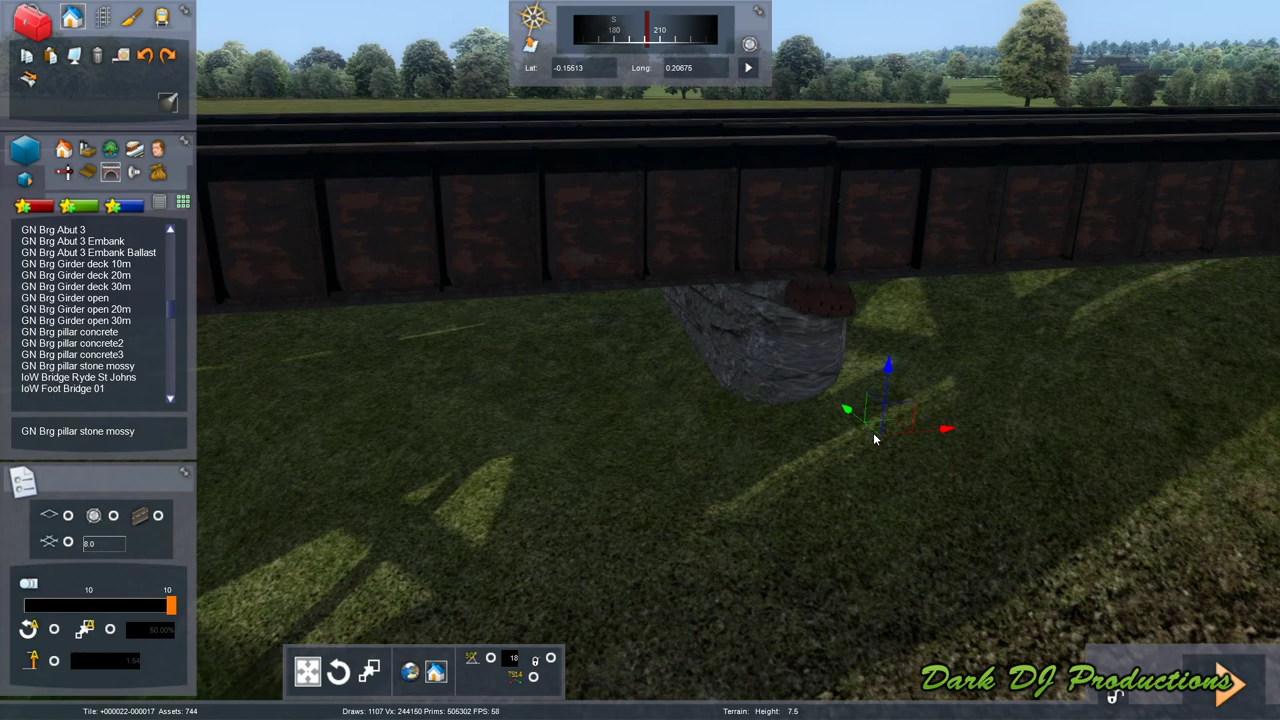 S
180 210
Lat: -0.15513 Long: 0.20675
GN Brg Abut 3
GN Brg Abut 3 Embank
GN Brg Abut 3 Embank Ballast
GN Brg Girder deck 10m
GN Brg Girder deck 20m
GN Brg Girder deck 30m
GN Brg Girder open
GN Brg Girder open 20m
GN Brg Girder open 30m
GN Brg pillar concrete
GN Brg pillar concrete2
GN Brg pillar concrete3
GN Brg pillar stone mossy
IoW Bridge Ryde St Johns
IoW Foot Bridge 01
GN Brg pillar stone mossy
8.0
10 10
50.00%
18
TS14
Dark DJ Productions
Tile: +000022-000017 Assets: 744 Draws: 1107 Vx: 244150 Prims: 505302 FPS: 58 Terrain: Height: 7.5